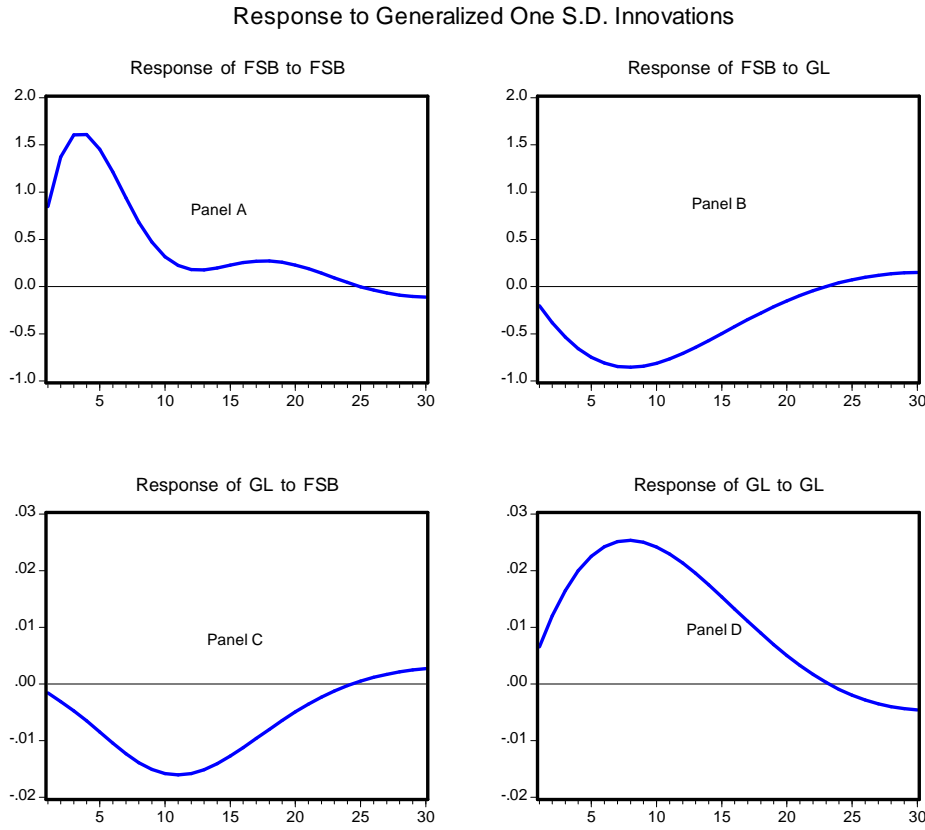 Response to Generalized One S.D. Innovations
Response of FSB to FSB
2.0
1.5
1.0
0.5
0.0
-0.5
-1.0
Panel A
5 10 15 20 25 30
Response of FSB to GL
2.0
1.5
1.0
0.5
0.0
-0.5
-1.0
Panel B
5 10 15 20 25 30
Response of GL to FSB
.03
.02
.01
.00
-.01
-.02
Panel C
5 10 15 20 25 30
Response of GL to GL
.03
.02
.01
.00
-.01
-.02
Panel D
5 10 15 20 25 30